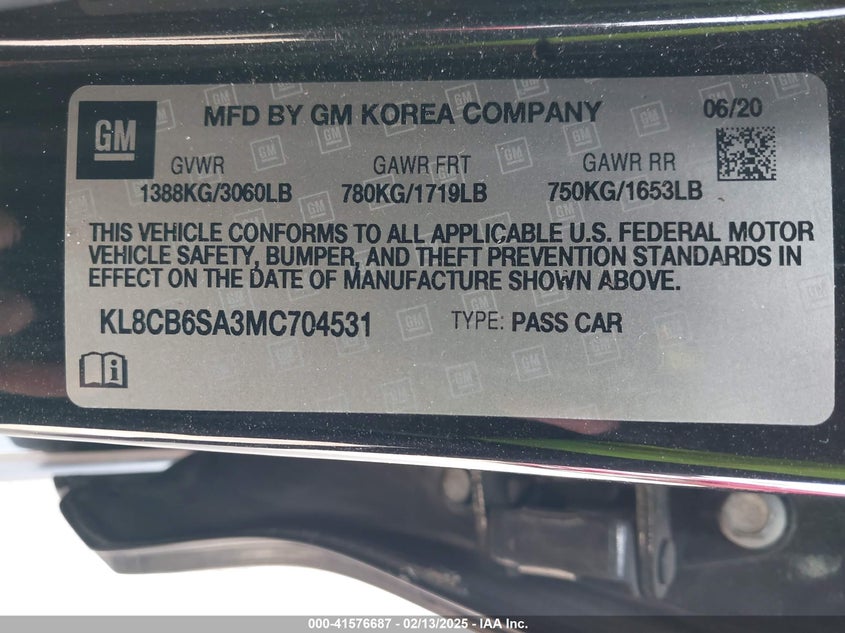 GM
MFD BY GM KOREA COMPANY 06/20
GVWR GAWR FRT GAWR RR
1388KG/3060LB 780KG/1719LB 750KG/1653LB
THIS VEHICLE CONFORMS TO ALL APPLICABLE U.S. FEDERAL MOTOR
VEHICLE SAFETY, BUMPER, AND THEFT PREVENTION STANDARDS IN
EFFECT ON THE DATE OF MANUFACTURE SHOWN ABOVE.
KL8CB6SA3MC704531 TYPE: PASS CAR
000-41576687 - 02/13/2025 - IAA, Inc.